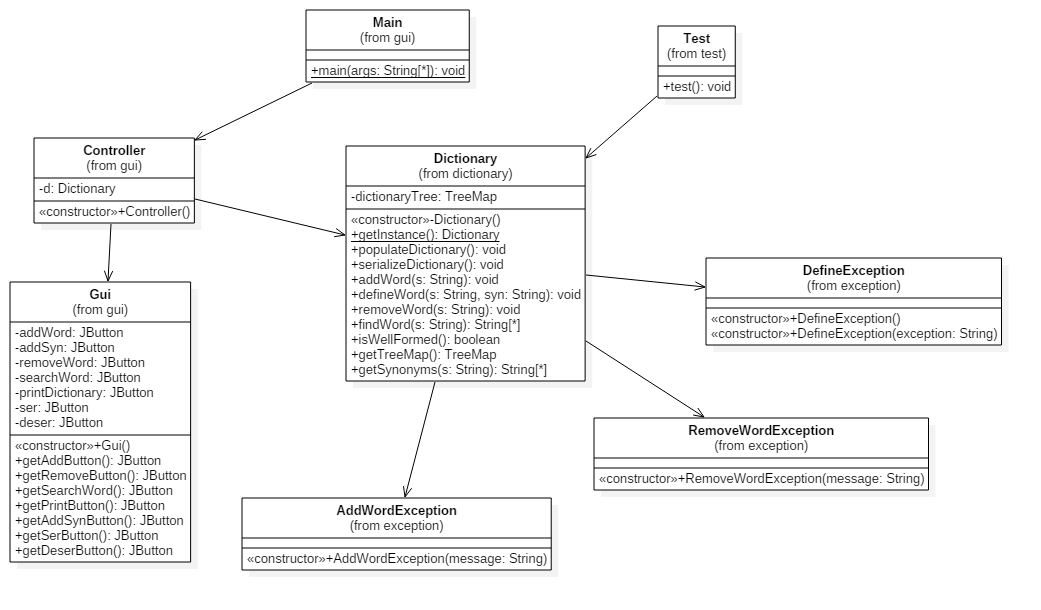 Main
(from gui)
+main(args: String[*]): void
Test
(from test)
+test(): void
Controller
(from gui)
-d: Dictionary
«constructor»+Controller()
Dictionary
(from dictionary)
-dictionaryTree: TreeMap
«constructor»-Dictionary()
+getInstance(): Dictionary
+populateDictionary(): void
+serializeDictionary(): void
+addWord(s: String): void
+defineWord(s: String, syn: String): void
+removeWord(s: String): void
+findWord(s: String): String[*]
+isWellFormed(): boolean
+getTreeMap(): TreeMap
+getSynonyms(s: String): String[*]
DefineException
(from exception)
«constructor»+DefineException()
«constructor»+DefineException(exception: String)
Gui
(from gui)
-addWord: JButton
-addSyn: JButton
-removeWord: JButton
-searchWord: JButton
-printDictionary: JButton
-ser: JButton
-deser: JButton
«constructor»+Gui()
+getAddButton(): JButton
+getRemoveButton(): JButton
+getSearchWord(): JButton
+getPrintButton(): JButton
+getAddSynButton(): JButton
+getSerButton(): JButton
+getDeserButton(): JButton
RemoveWordException
(from exception)
«constructor»+RemoveWordException(message: String)
AddWordException
(from exception)
«constructor»+AddWordException(message: String)